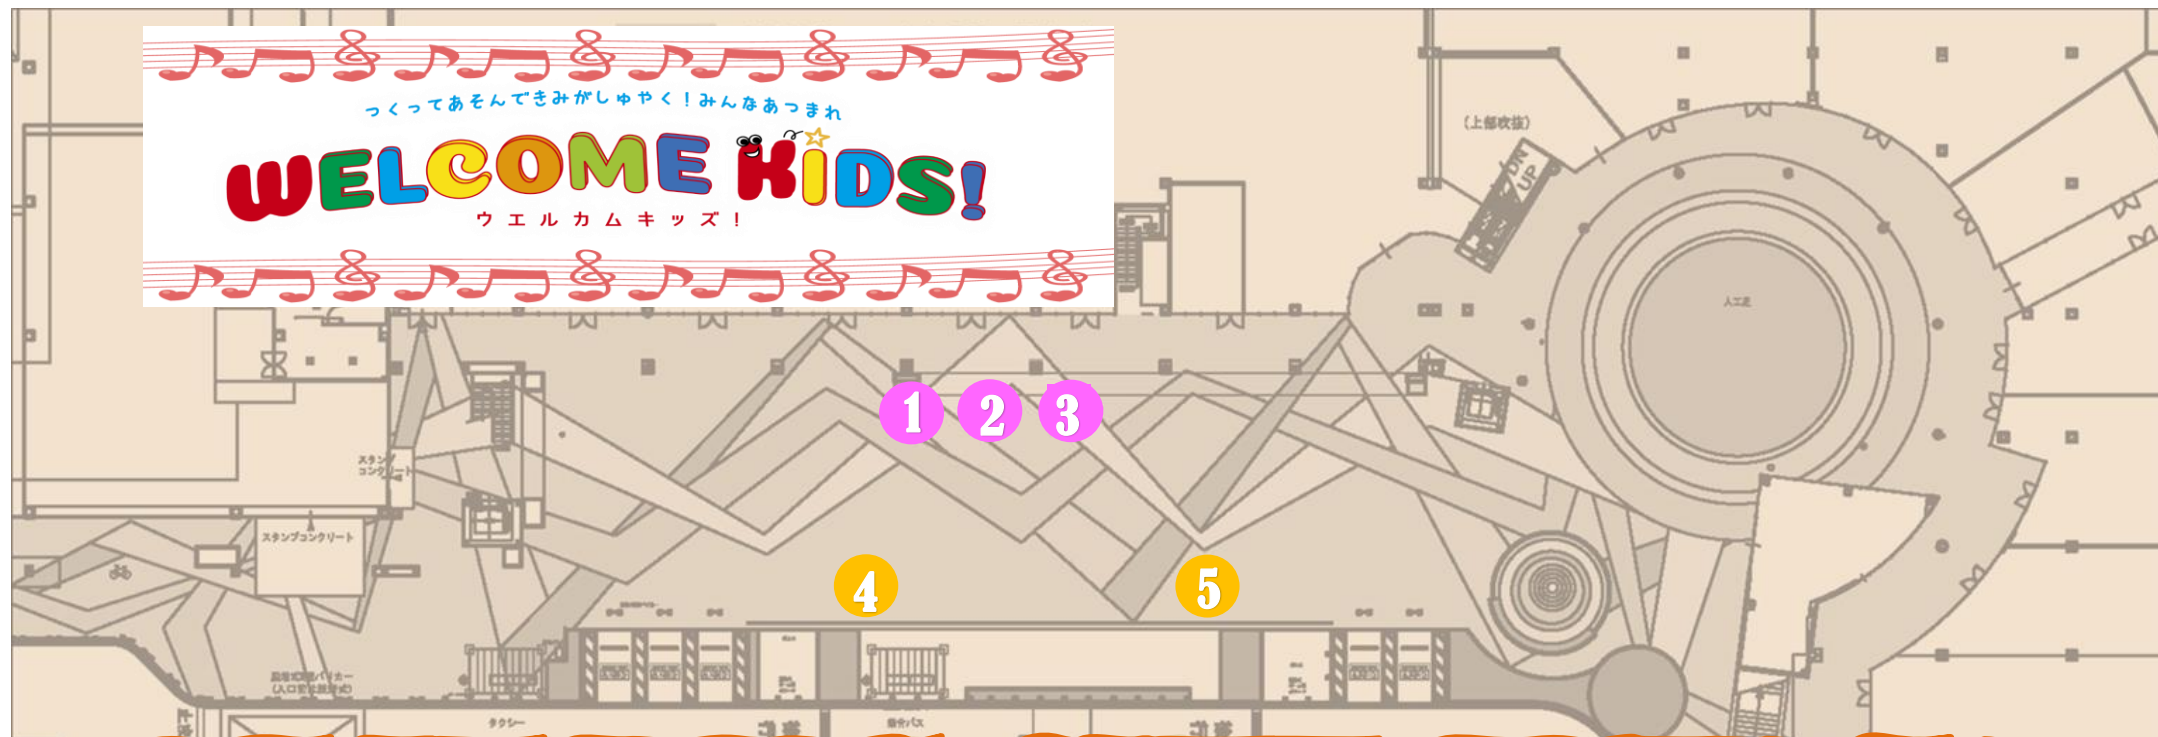 つくってあそんできみがしゅやく！みんなあつまれ
WELCOME KiDS!
ウエルカムキッズ！
(上部吹抜)
DN
UP
人工芝
1 2 3
スタンプ
コンクリート
スタンプコンクリート
4 5
(入口
タクシー